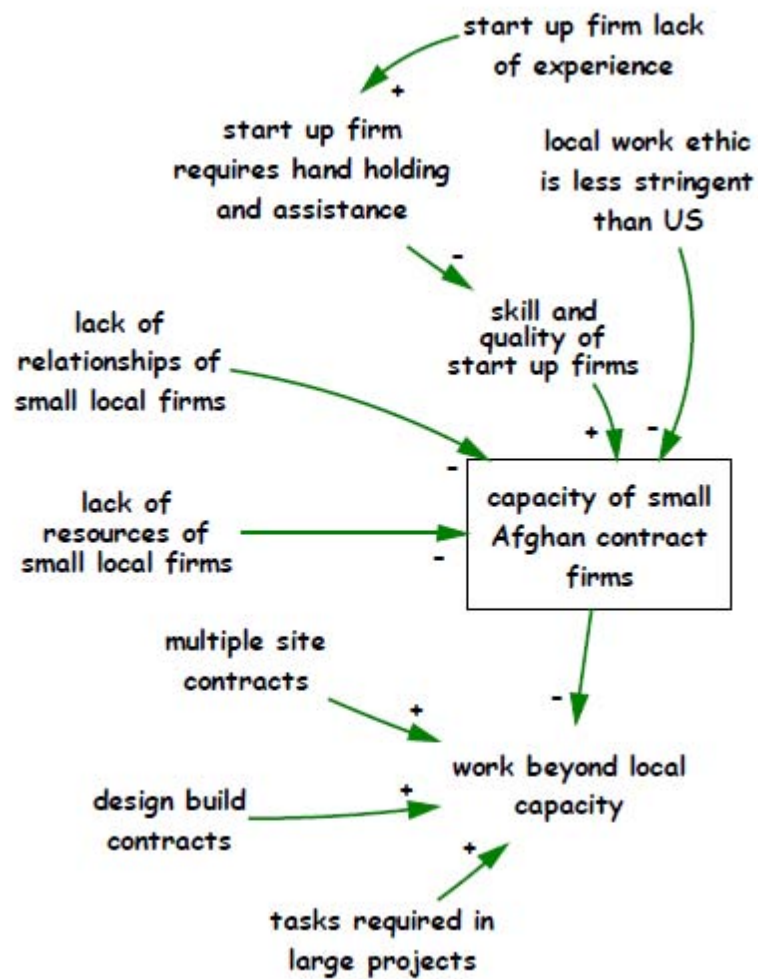 start up firm lack
of experience
+
start up firm
requires hand holding
and assistance
local work ethic
is less stringent
than US
-
skill and
quality of
start up firms
lack of
relationships of
small local firms
+
-
-
capacity of small
Afghan contract
firms
lack of
resources of
small local firms
-
multiple site
contracts
+
-
work beyond local
capacity
design build
contracts
+
+
tasks required in
large projects